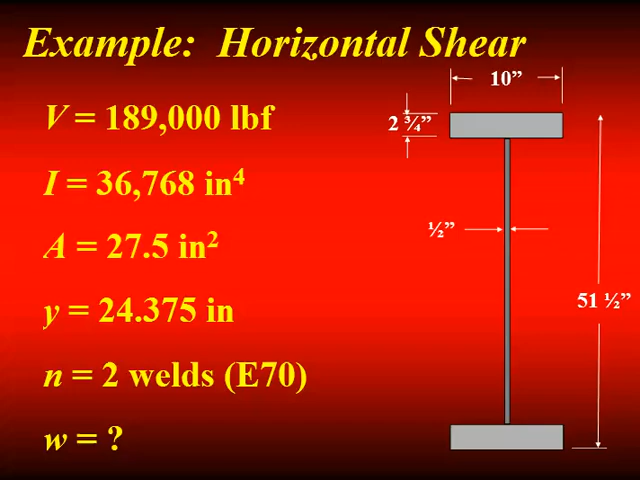 Example: Horizontal Shear
10”
V = 189,000 lbf
2 ¾”
I = 36,768 in⁴
A = 27.5 in²
½”
y = 24.375 in
51 ½”
n = 2 welds (E70)
w = ?